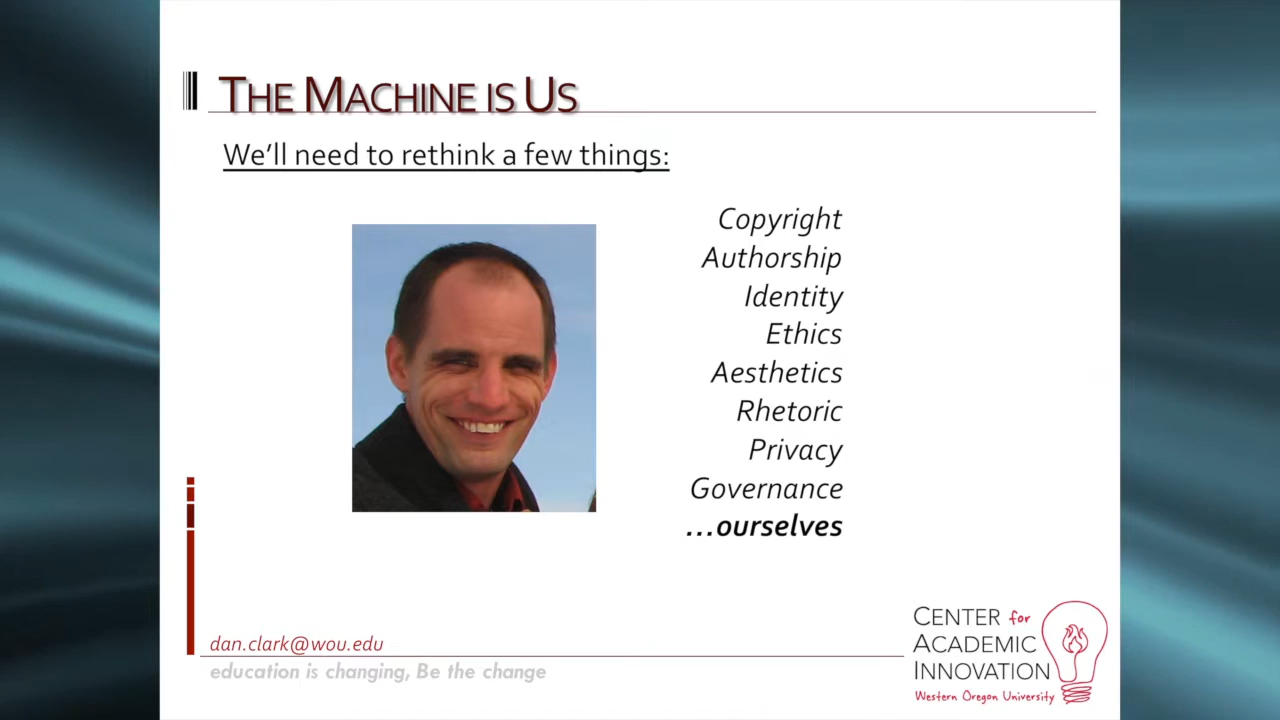 THE MACHINE IS US
We'll need to rethink a few things:
Copyright
Authorship
Identity
Ethics
Aesthetics
Rhetoric
Privacy
Governance
...ourselves
dan.clark@wou.edu
education is changing, Be the change
CENTER for
ACADEMIC
INNOVATION
Western Oregon University